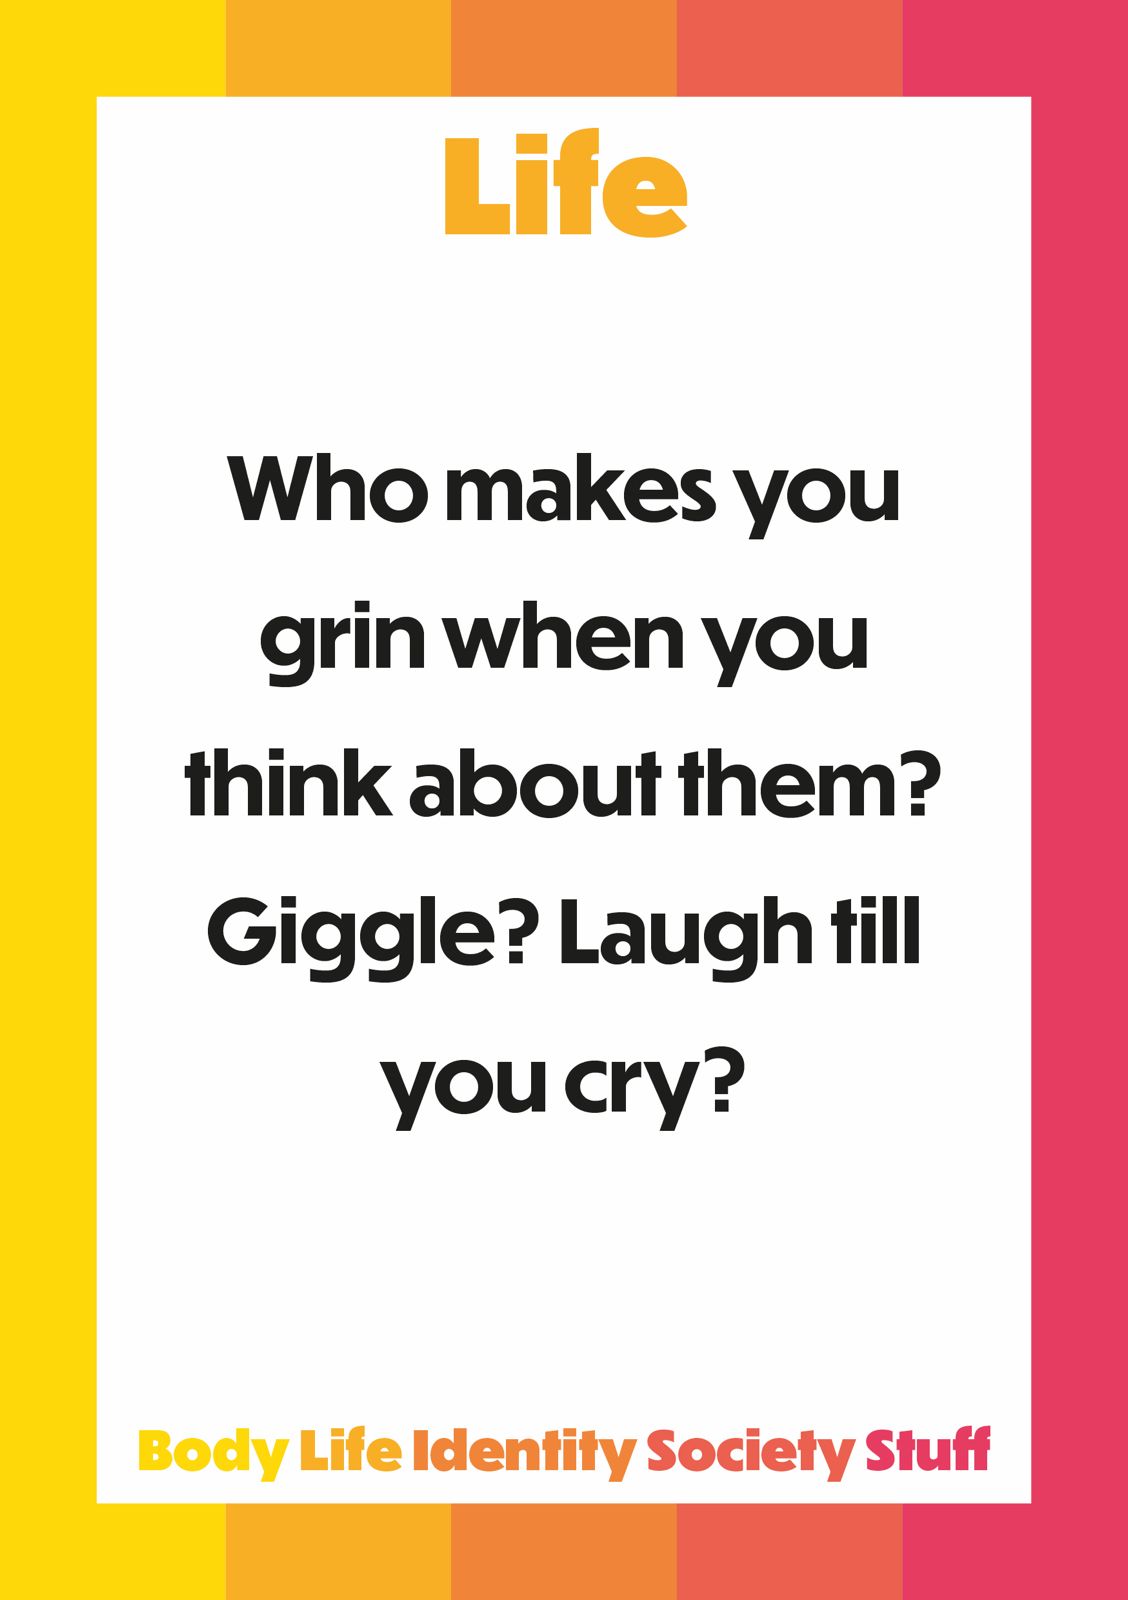 Life
Who makes you
grin when you
think about them?
Giggle? Laugh till
you cry?
Body Life Identity Society Stuff